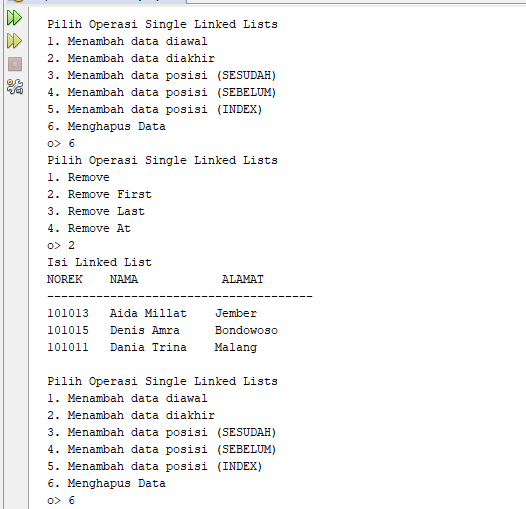 Pilih Operasi Single Linked Lists
1. Menambah data diawal
2. Menambah data diakhir
3. Menambah data posisi (SESUDAH)
4. Menambah data posisi (SEBELUM)
5. Menambah data posisi (INDEX)
6. Menghapus Data
o> 6
Pilih Operasi Single Linked Lists
1. Remove
2. Remove First
3. Remove Last
4. Remove At
o> 2
Isi Linked List
NOREK    NAMA            ALAMAT
--------------------------------------
101013   Aida Millat    Jember
101015   Denis Amra     Bondowoso
101011   Dania Trina    Malang
Pilih Operasi Single Linked Lists
1. Menambah data diawal
2. Menambah data diakhir
3. Menambah data posisi (SESUDAH)
4. Menambah data posisi (SEBELUM)
5. Menambah data posisi (INDEX)
6. Menghapus Data
o> 6